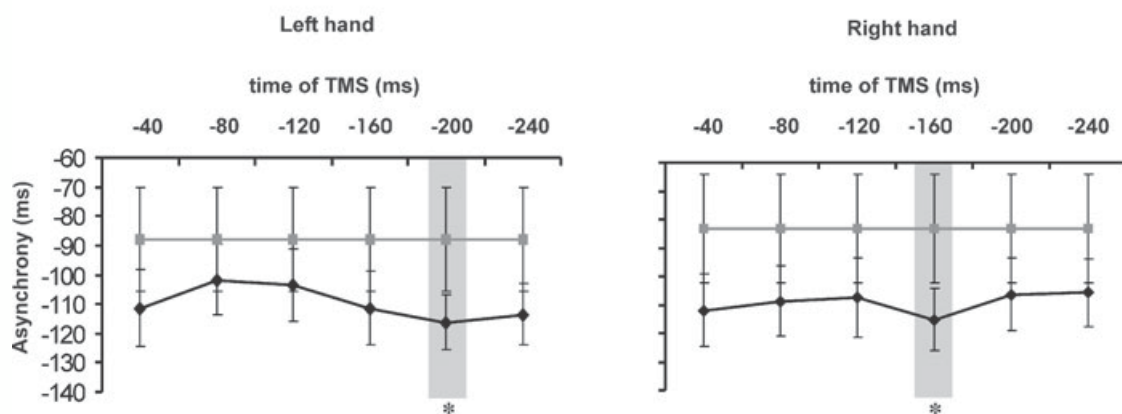 Left hand
time of TMS (ms)
-40 -80 -120 -160 -200 -240
Asynchrony (ms)
-60
-70
-80
-90
-100
-110
-120
-130
-140
*
Right hand
time of TMS (ms)
-40 -80 -120 -160 -200 -240
*